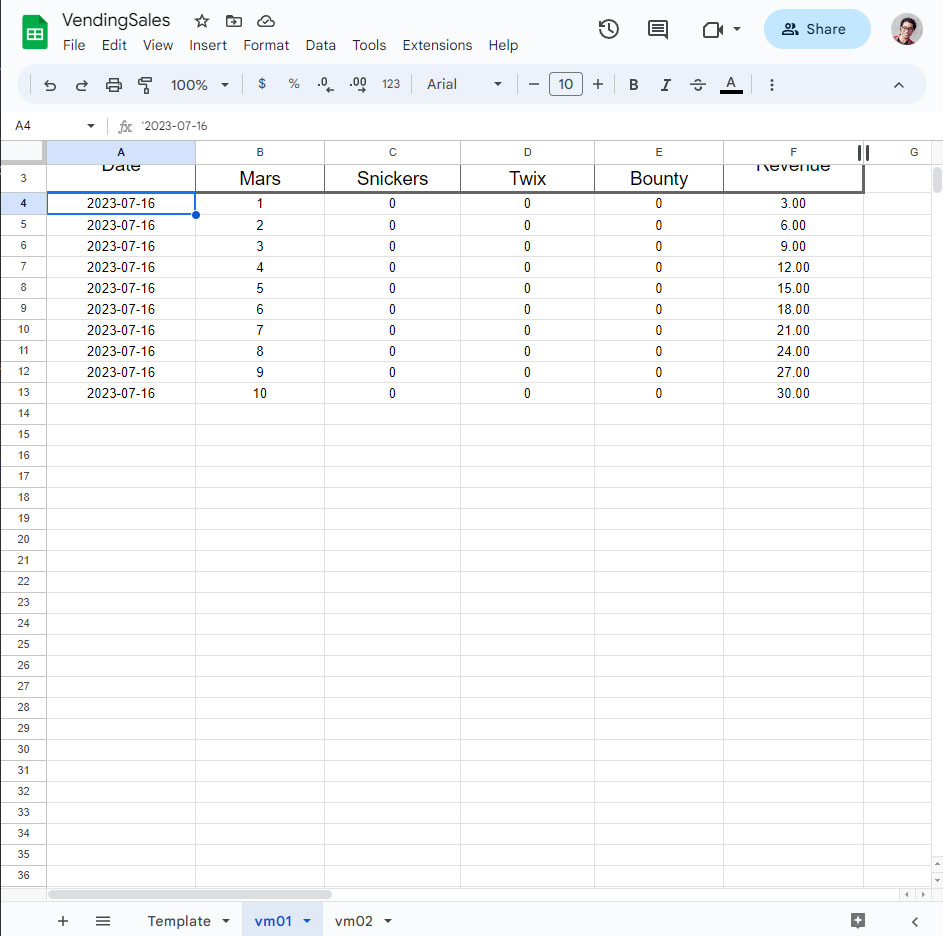 VendingSales
File Edit View Insert Format Data Tools Extensions Help
Share
100% $ % .0 .00 123 Arial 10 B I S A
A4 fx '2023-07-16
A B C D E F G
Date Revenue
3 Mars Snickers Twix Bounty
4 2023-07-16 1 0 0 0 3.00
5 2023-07-16 2 0 0 0 6.00
6 2023-07-16 3 0 0 0 9.00
7 2023-07-16 4 0 0 0 12.00
8 2023-07-16 5 0 0 0 15.00
9 2023-07-16 6 0 0 0 18.00
10 2023-07-16 7 0 0 0 21.00
11 2023-07-16 8 0 0 0 24.00
12 2023-07-16 9 0 0 0 27.00
13 2023-07-16 10 0 0 0 30.00
14
15
16
17
18
19
20
21
22
23
24
25
26
27
28
29
30
31
32
33
34
35
36
Template vm01 vm02